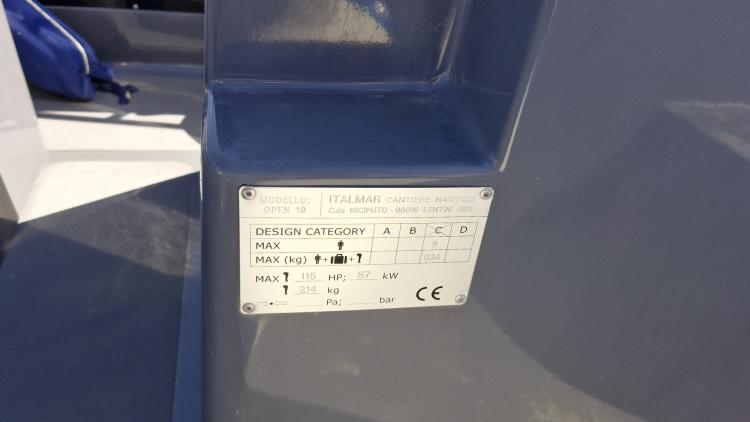 MODELLO: ITALMAR CANTIERE NAUTICO
OPEN 19 C.da RICIPUTO - 96016 LENTINI (SR)
DESIGN CATEGORY A B C D
MAX 8
MAX (kg) + + 934
MAX 115 HP; 87 kW
214 kg
Pa; bar CE